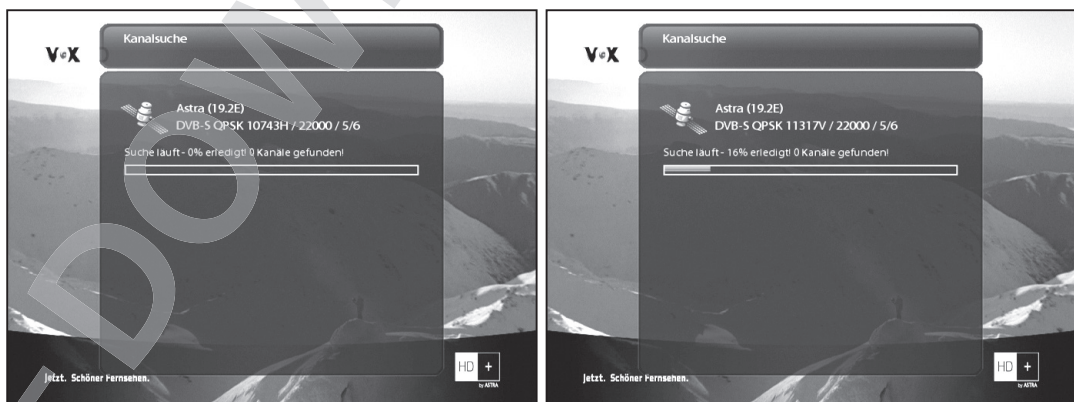 VOX
Kanalsuche
Astra (19.2E)
DVB-S QPSK 10743H / 22000 / 5/6
Suche läuft - 0% erledigt! 0 Kanäle gefunden!
Jetzt. Schöner Fernsehen.
HD +
by ASTRA
VOX
Kanalsuche
Astra (19.2E)
DVB-S QPSK 11317V / 22000 / 5/6
Suche läuft - 16% erledigt! 0 Kanäle gefunden!
Jetzt. Schöner Fernsehen.
HD +
by ASTRA
DOW